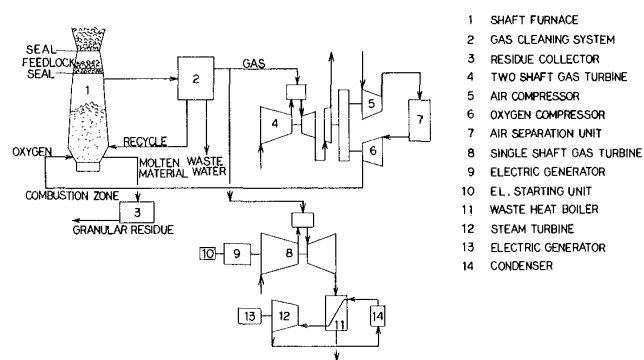 SEAL
FEEDLOCK
SEAL
1
2
GAS
4
5
7
6
RECYCLE
OXYGEN
MOLTEN WASTE
MATERIAL WATER
COMBUSTION ZONE
3
GRANULAR RESIDUE
10
9
8
13
12
11
14
1 SHAFT FURNACE
2 GAS CLEANING SYSTEM
3 RESIDUE COLLECTOR
4 TWO SHAFT GAS TURBINE
5 AIR COMPRESSOR
6 OXYGEN COMPRESSOR
7 AIR SEPARATION UNIT
8 SINGLE SHAFT GAS TURBINE
9 ELECTRIC GENERATOR
10 EL. STARTING UNIT
11 WASTE HEAT BOILER
12 STEAM TURBINE
13 ELECTRIC GENERATOR
14 CONDENSER